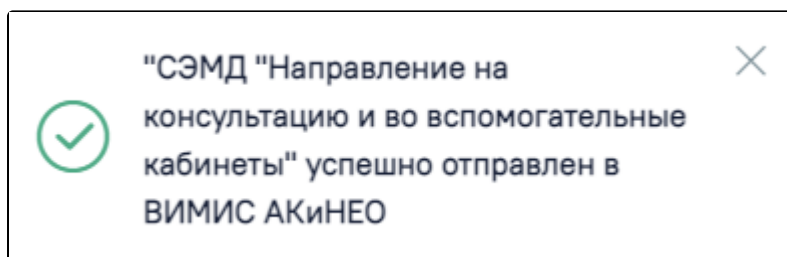 "СЭМД "Направление на
консультацию и во вспомогательные
кабинеты" успешно отправлен в
ВИМИС АКиНЕО